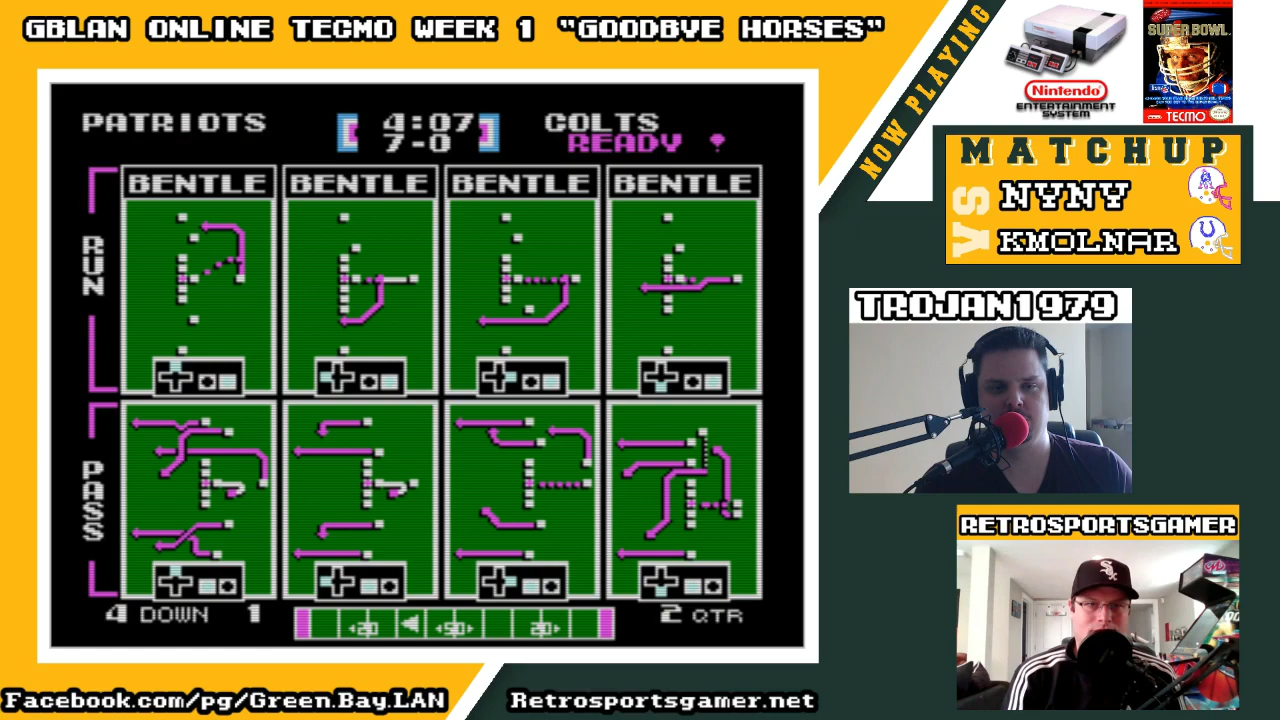 GBLAN ONLINE TECMO WEEK 1 "GOODBYE HORSES"
NOW PLAYING
Nintendo
ENTERTAINMENT
SYSTEM
SUPER BOWL
TECMO
MATCHUP
VS
NYNY
KMOLNAR
PATRIOTS
4:07
COLTS
7-0
READY
BENTLE BENTLE BENTLE BENTLE
RUN
PASS
4 DOWN 1
20 50 20
2 QTR
TROJAN1979
RETROSPORTSGAMER
SOX
Facebook.com/pg/Green.Bay.LAN
Retrosportsgamer.net